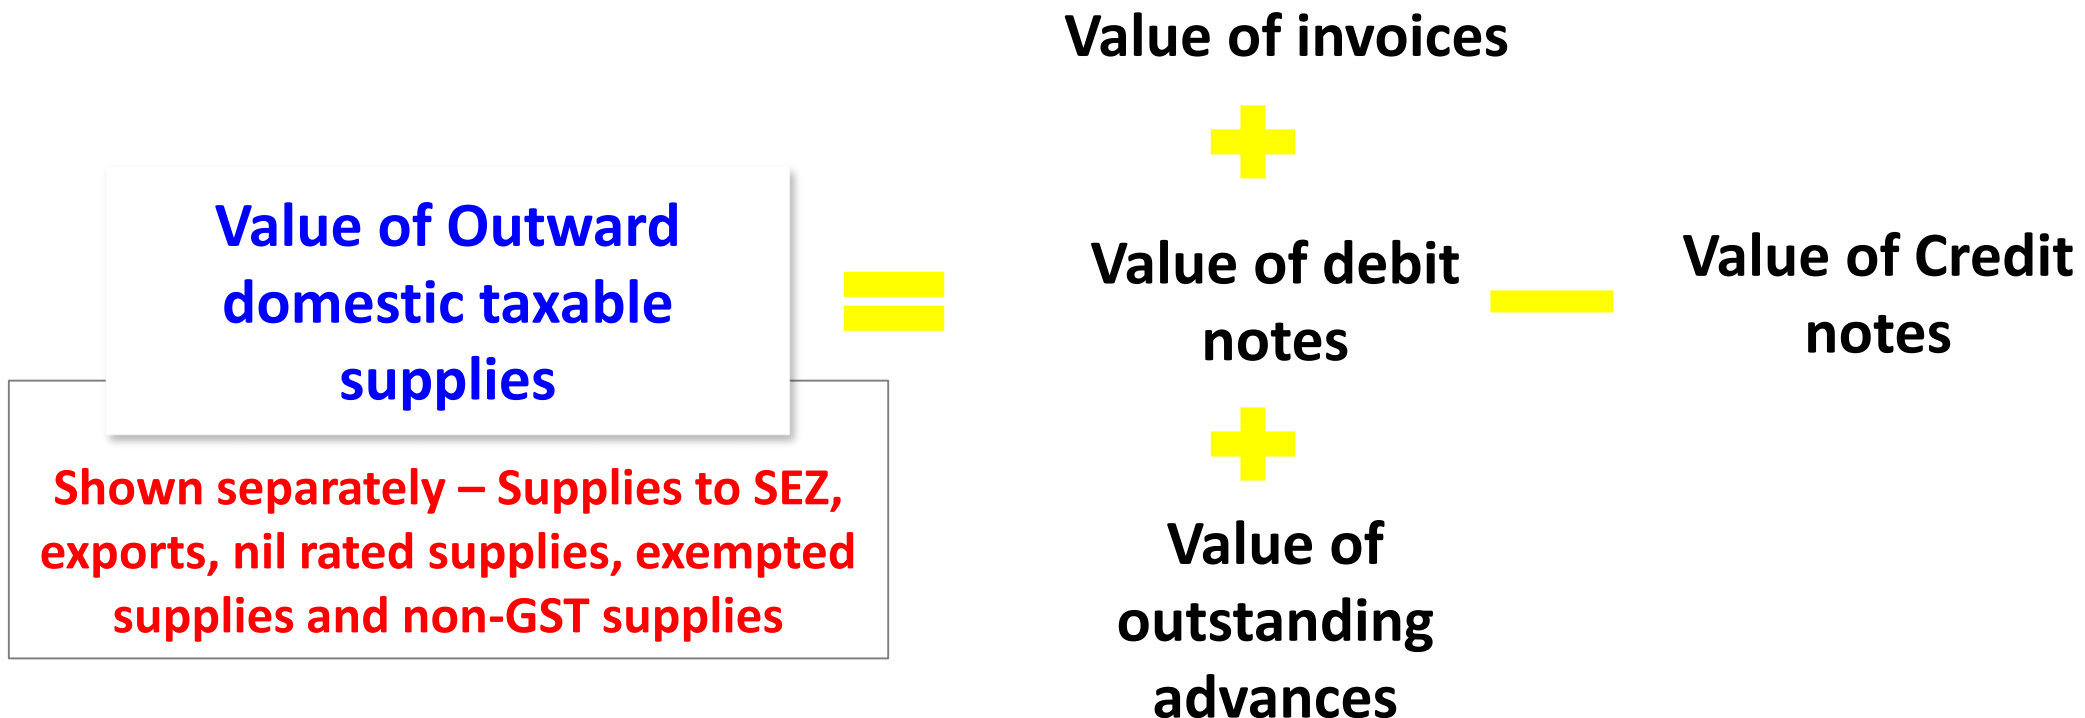 Value of Outward
domestic taxable
supplies
Shown separately – Supplies to SEZ,
exports, nil rated supplies, exempted
supplies and non-GST supplies
Value of invoices
Value of debit
notes
Value of
outstanding
advances
Value of Credit
notes